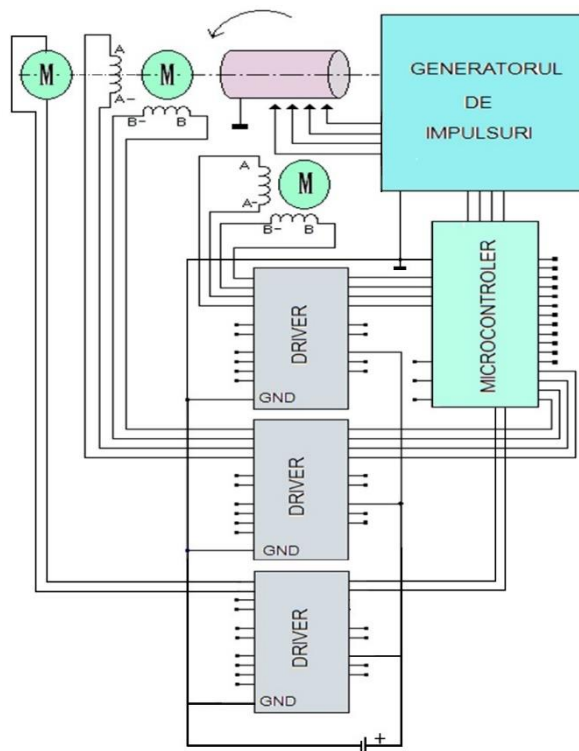 GENERATORUL
DE
IMPULSURI
M
A
A-
M
B-
B
A
A-
M
B-
B
MICROCONTROLER
DRIVER
GND
DRIVER
GND
DRIVER
GND
+